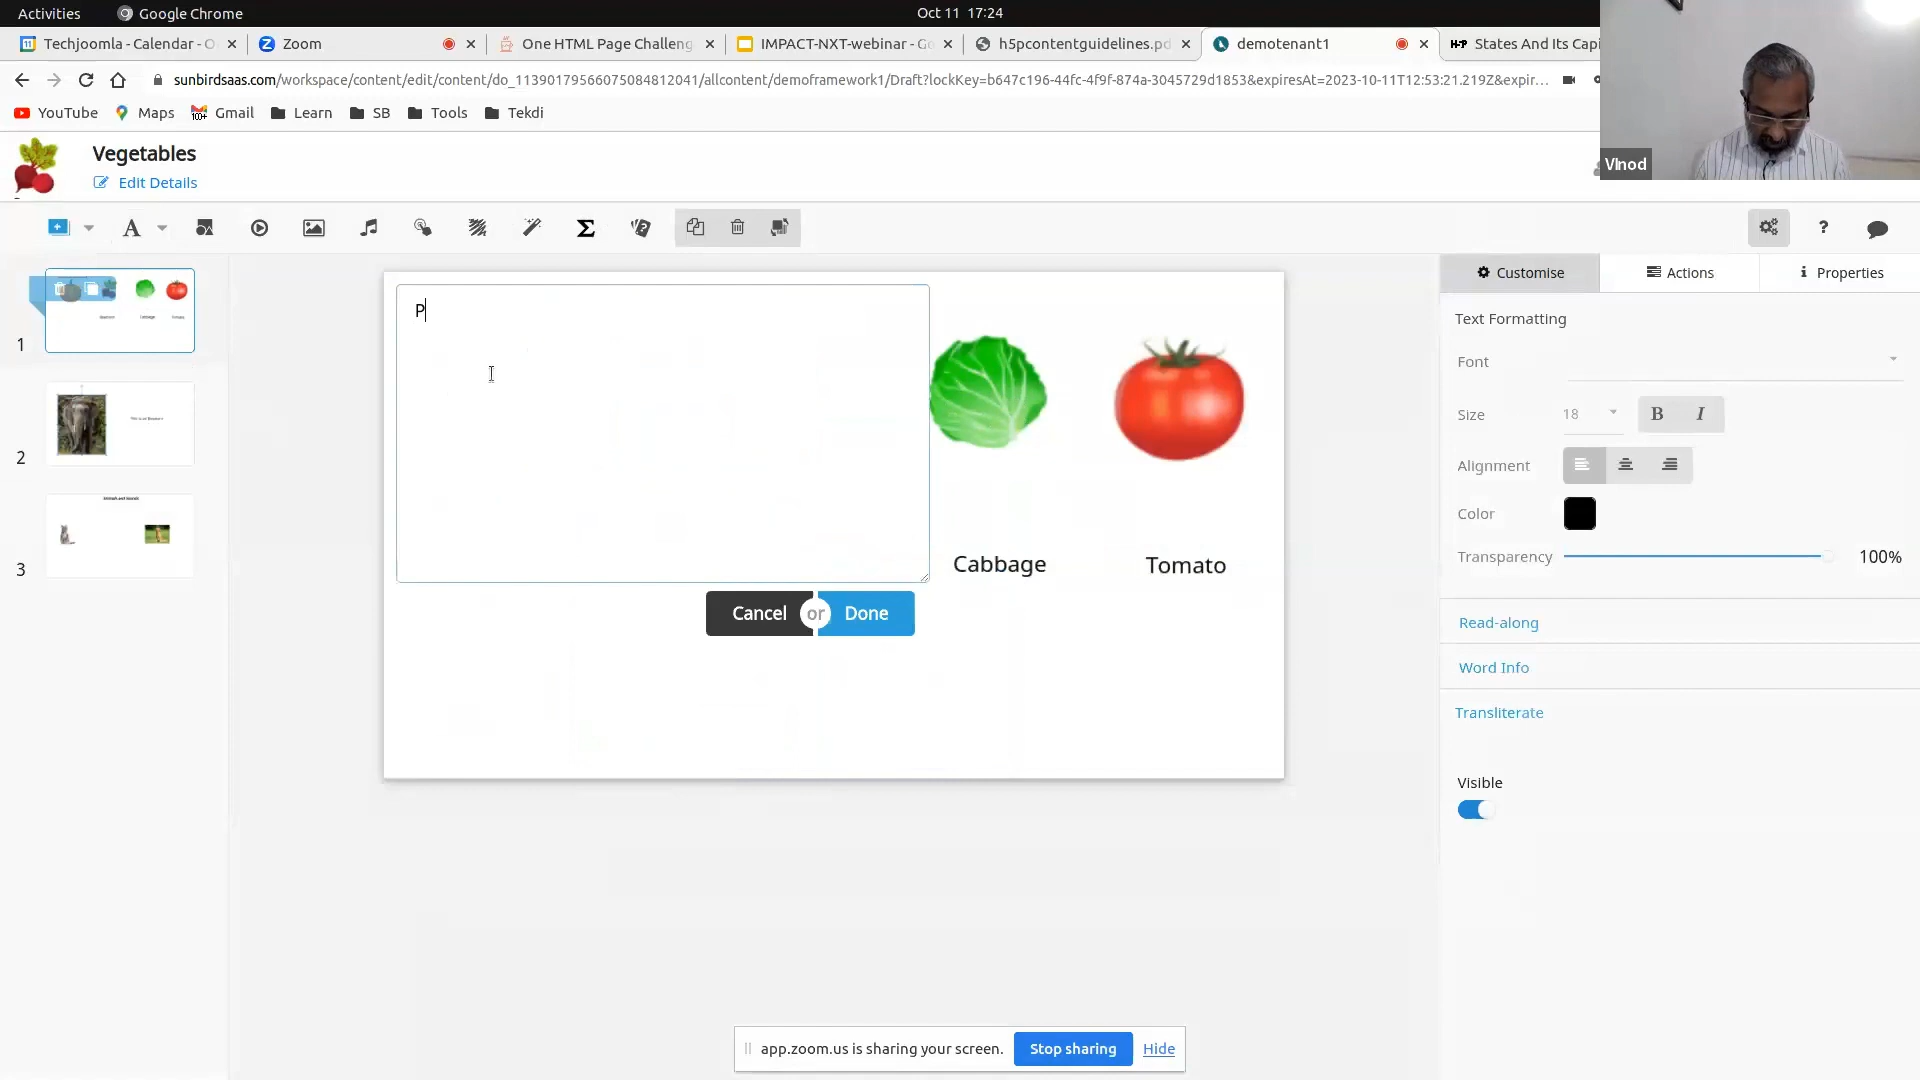 Activities
Google Chrome
Oct 11 17:24
Techjoomla - Calendar - O
Zoom
One HTML Page Challeng
IMPACT-NXT-webinar - Go
h5pcontentguidelines.pd
demotenant1
H-P
States And Its Capi
sunbirdsaas.com/workspace/content/edit/content/do_11390179566075084812041/allcontent/demoframework1/Draft?lockKey=b647c196-44fc-4f9f-874a-3045729d1853&expiresAt=2023-10-11T12:53:21.219Z&expir...
YouTube
Maps
100+
Gmail
Learn
SB
Tools
Tekdi
VInod
Vegetables
Edit Details
Customise
Actions
Properties
1
2
3
P
Cabbage
Tomato
Cancel
or
Done
Text Formatting
Font
Size
18
B
I
Alignment
Color
Transparency
100%
Read-along
Word Info
Transliterate
Visible
app.zoom.us is sharing your screen.
Stop sharing
Hide